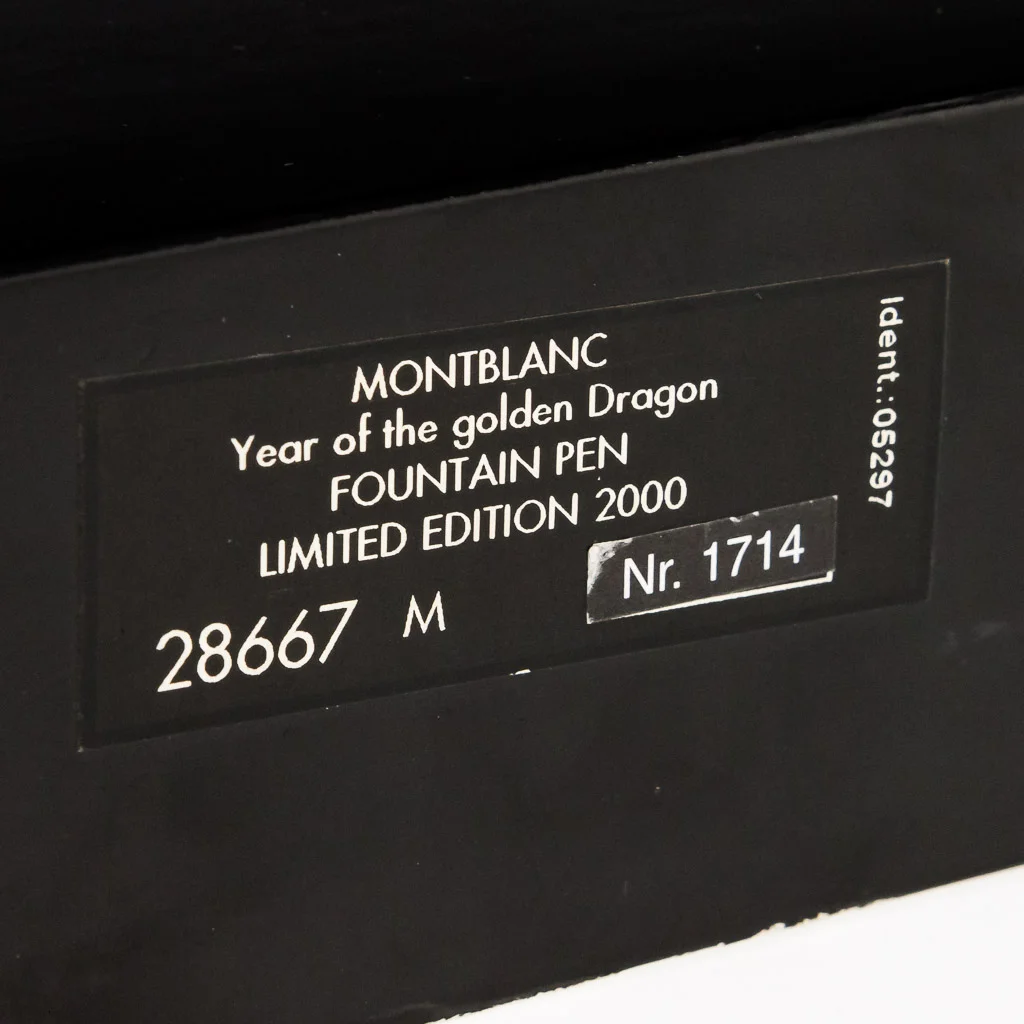 MONTBLANC
Year of the golden Dragon
FOUNTAIN PEN
LIMITED EDITION 2000
Nr. 1714
28667 M
Ident.:05297